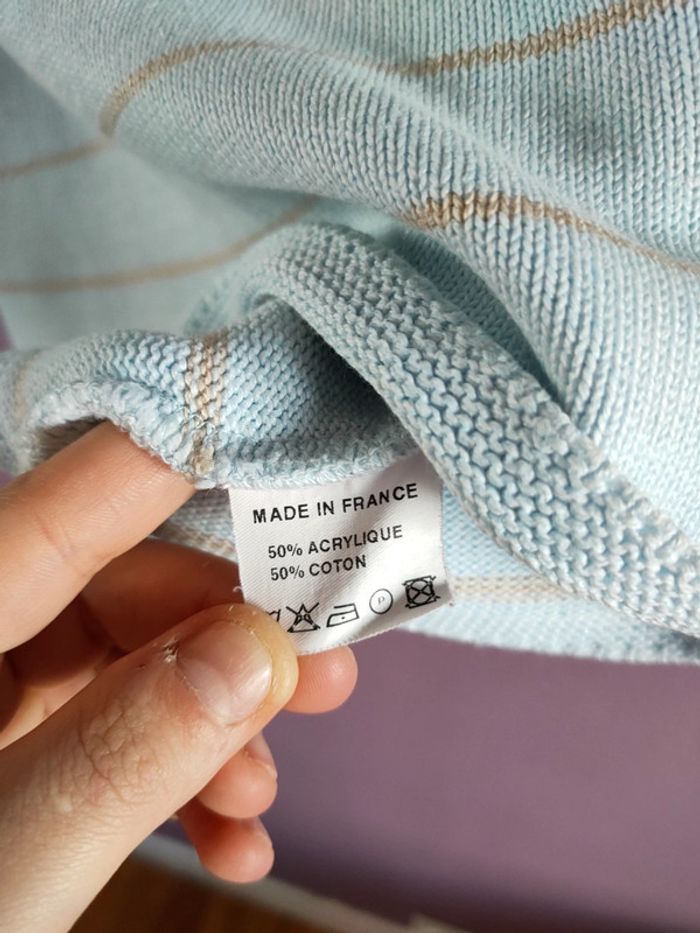 MADE IN FRANCE
50% ACRYLIQUE
50% COTON
P